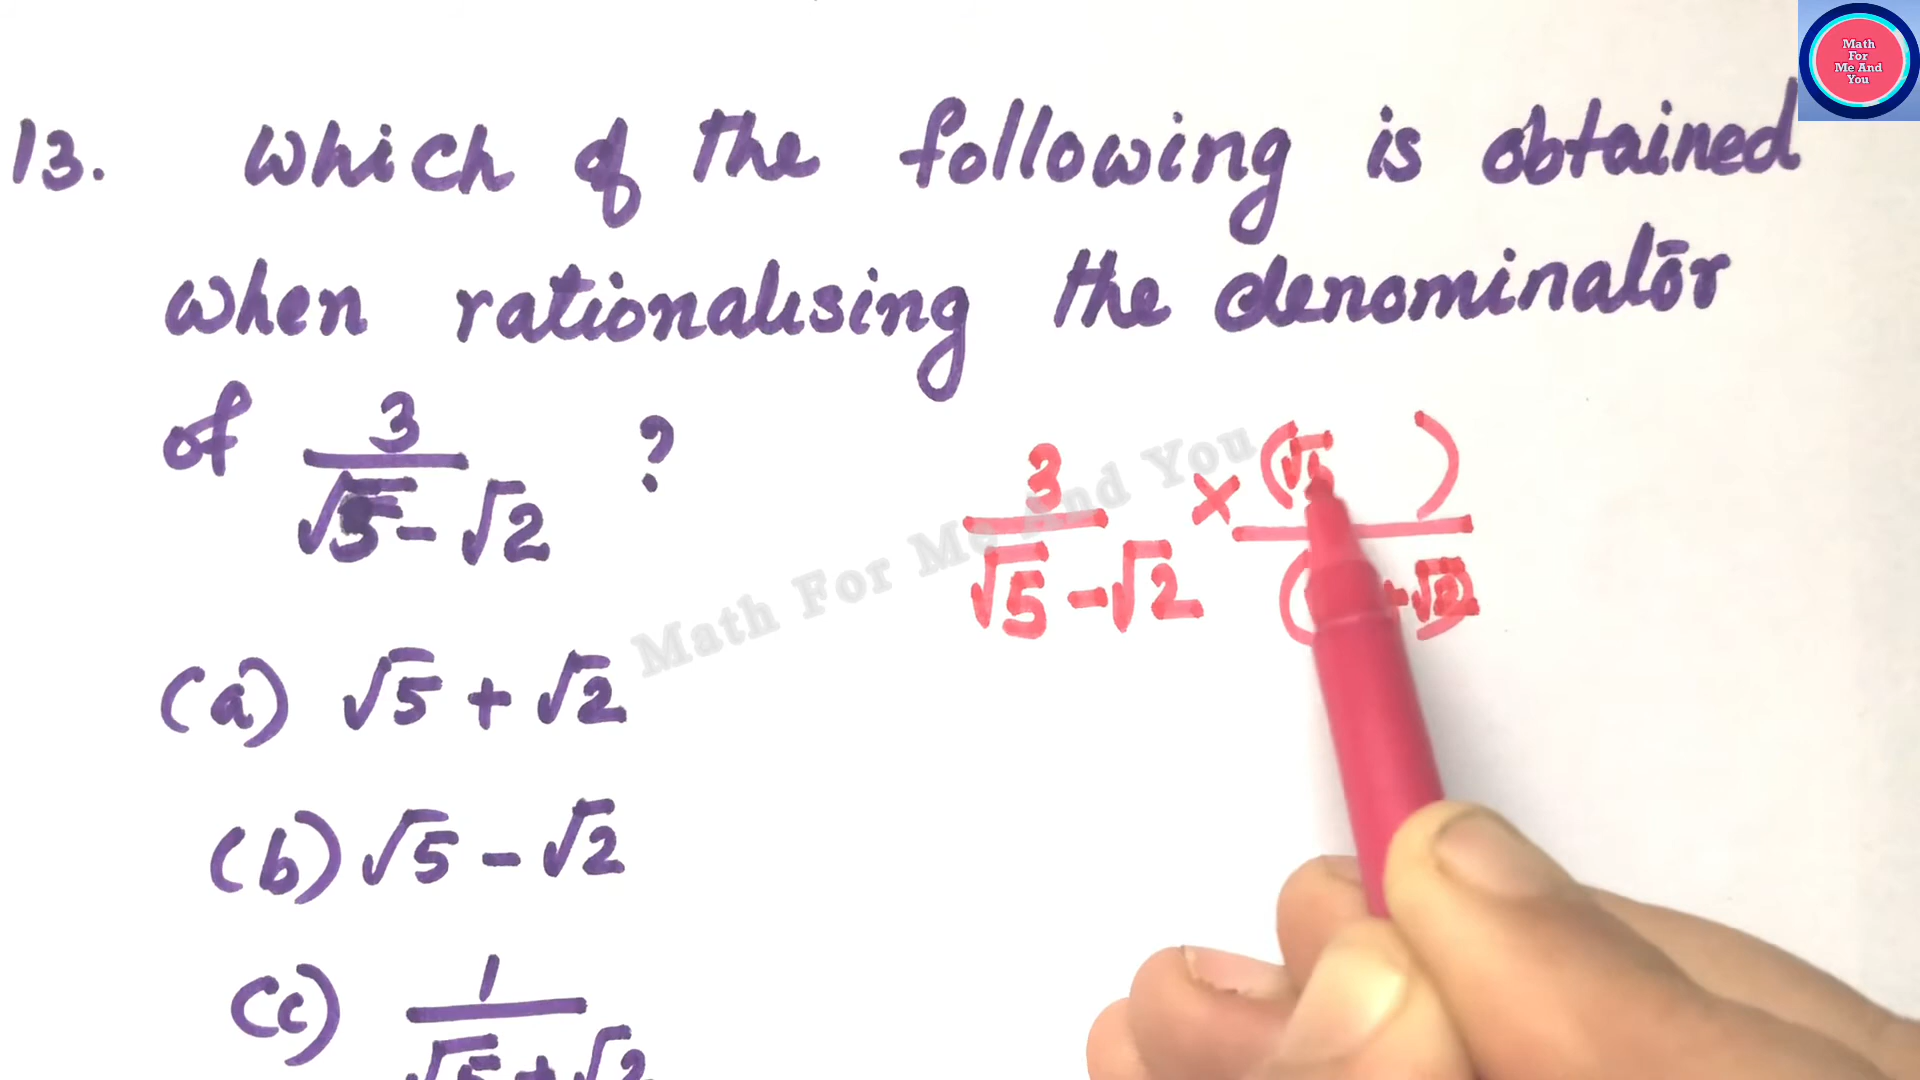 Math
For
Me And
You
13. Which of the following is obtained
when rationalising the denominator
of 3/(√5-√2) ?
3/(√5-√2) × (√ )/( +√2)
Math For Me And You
(a) √5 + √2
(b) √5 - √2
(c) 1/(√5 + √2)